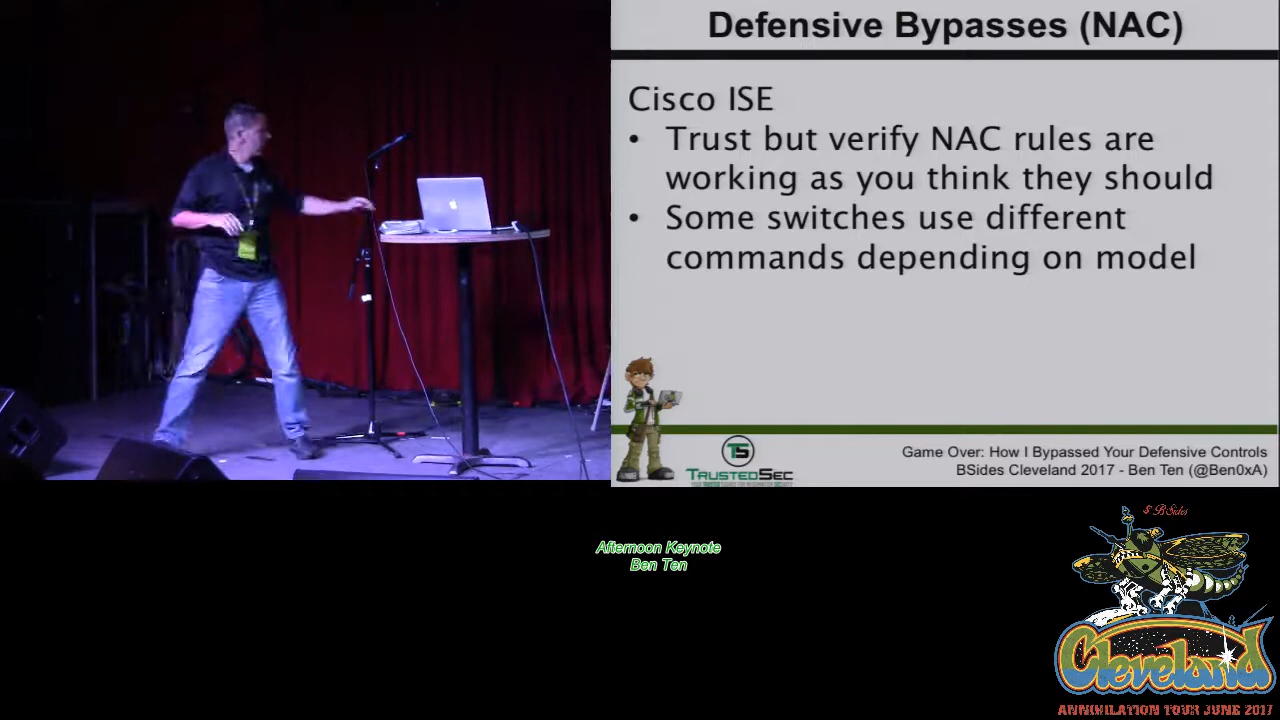 Defensive Bypasses (NAC)
Cisco ISE
• Trust but verify NAC rules are
working as you think they should
• Some switches use different
commands depending on model
TS
TRUSTEDSEC
Game Over: How I Bypassed Your Defensive Controls
BSides Cleveland 2017 - Ben Ten (@Ben0xA)
Afternoon Keynote
Ben Ten
BSides
Cleveland
ANNIHILATION TOUR JUNE 2017